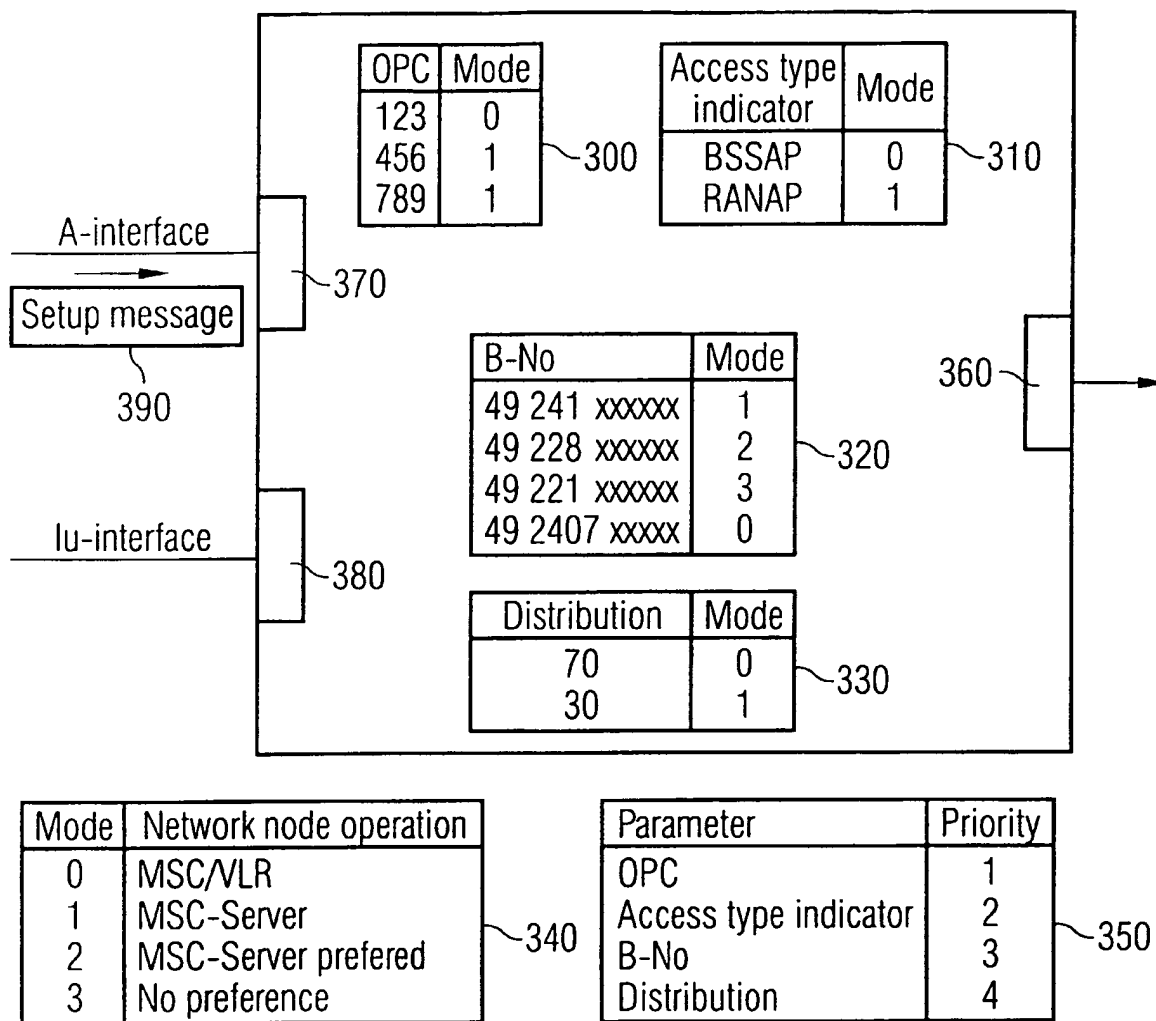 OPC Mode
123 0
456 1
789 1
300
Access type indicator Mode
BSSAP 0
RANAP 1
310
A-interface
Setup message
390
370
B-No Mode
49 241 xxxxxx 1
49 228 xxxxxx 2
49 221 xxxxxx 3
49 2407 xxxxx 0
320
360
Iu-interface
380
Distribution Mode
70 0
30 1
330
Mode Network node operation
0 MSC/VLR
1 MSC-Server
2 MSC-Server prefered
3 No preference
340
Parameter Priority
OPC 1
Access type indicator 2
B-No 3
Distribution 4
350